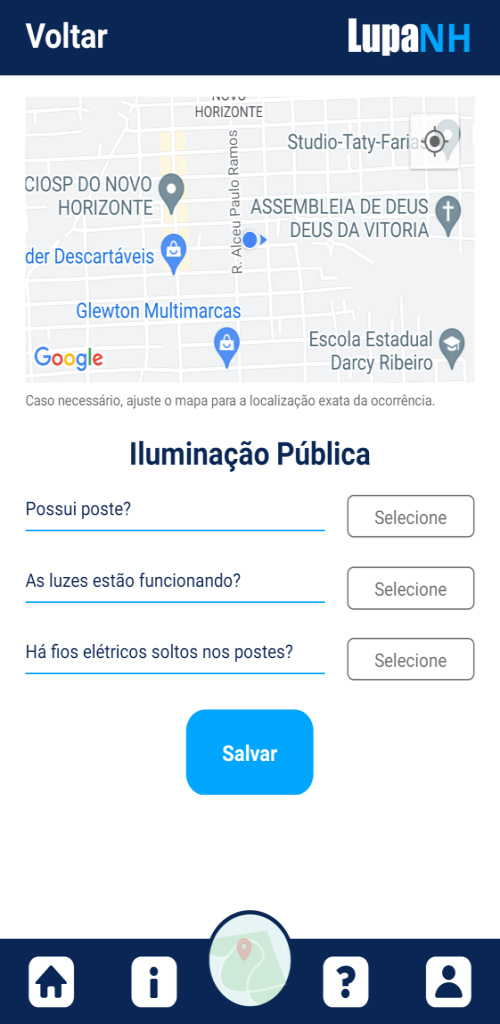 Voltar
LupaNH
NOVO
HORIZONTE
Studio-Taty-Faria
CIOSP DO NOVO
HORIZONTE
R. Alceu Paulo Ramos
ASSEMBLEIA DE DEUS
DEUS DA VITORIA
der Descartáveis
Glewton Multimarcas
Escola Estadual
Darcy Ribeiro
Google
Caso necessário, ajuste o mapa para a localização exata da ocorrência.
Iluminação Pública
Possui poste?
Selecione
As luzes estão funcionando?
Selecione
Há fios elétricos soltos nos postes?
Selecione
Salvar